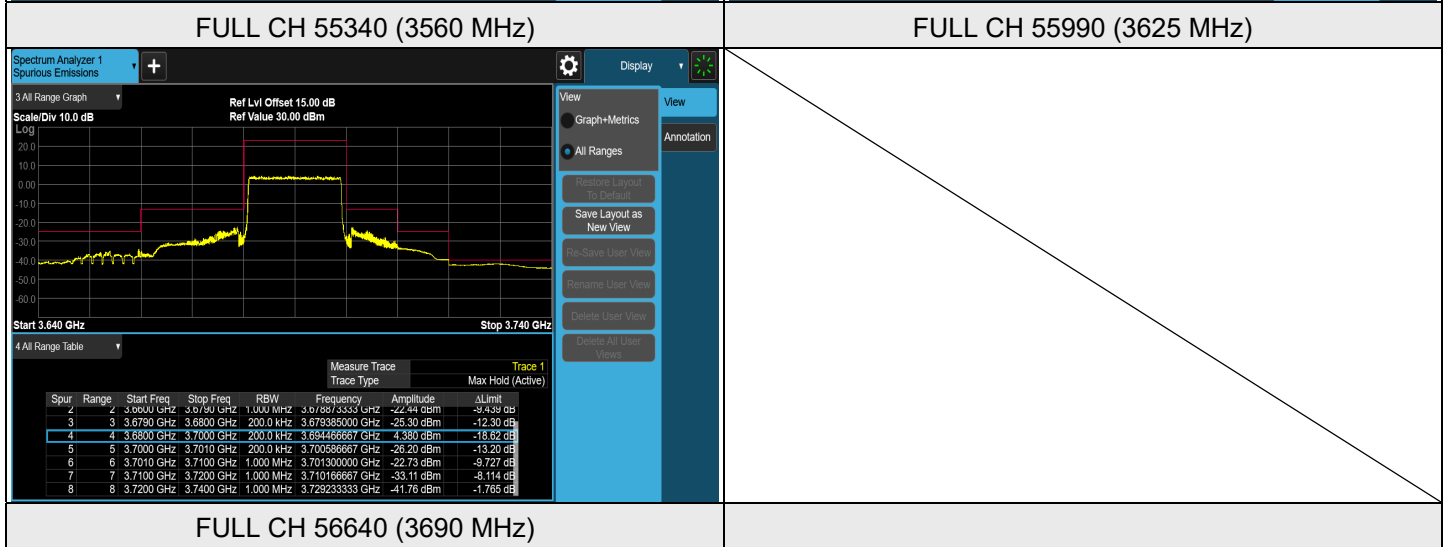 FULL CH 55340 (3560 MHz)
FULL CH 55990 (3625 MHz)
Spectrum Analyzer 1
Spurious Emissions
Display
3 All Range Graph
Ref Lvl Offset 15.00 dB
Scale/Div 10.0 dB
Ref Value 30.00 dBm
Log
20.0
10.0
0.00
-10.0
-20.0
-30.0
-40.0
-50.0
-60.0
Start 3.640 GHz
Stop 3.740 GHz
View
Graph+Metrics
All Ranges
Restore Layout
To Default
Save Layout as
New View
Re-Save User View
Rename User View
Delete User View
Delete All User
Views
View
Annotation
4 All Range Table
Measure Trace Trace 1
Trace Type Max Hold (Active)
Spur Range Start Freq Stop Freq RBW Frequency Amplitude ΔLimit
2 2 3.6600 GHz 3.6790 GHz 1.000 MHz 3.678873333 GHz -22.44 dBm -9.439 dB
3 3 3.6790 GHz 3.6800 GHz 200.0 kHz 3.679385000 GHz -25.30 dBm -12.30 dB
4 4 3.6800 GHz 3.7000 GHz 200.0 kHz 3.694466667 GHz 4.380 dBm -18.62 dB
5 5 3.7000 GHz 3.7010 GHz 200.0 kHz 3.700586667 GHz -26.20 dBm -13.20 dB
6 6 3.7010 GHz 3.7100 GHz 1.000 MHz 3.701300000 GHz -22.73 dBm -9.727 dB
7 7 3.7100 GHz 3.7200 GHz 1.000 MHz 3.710166667 GHz -33.11 dBm -8.114 dB
8 8 3.7200 GHz 3.7400 GHz 1.000 MHz 3.729233333 GHz -41.76 dBm -1.765 dB
FULL CH 56640 (3690 MHz)